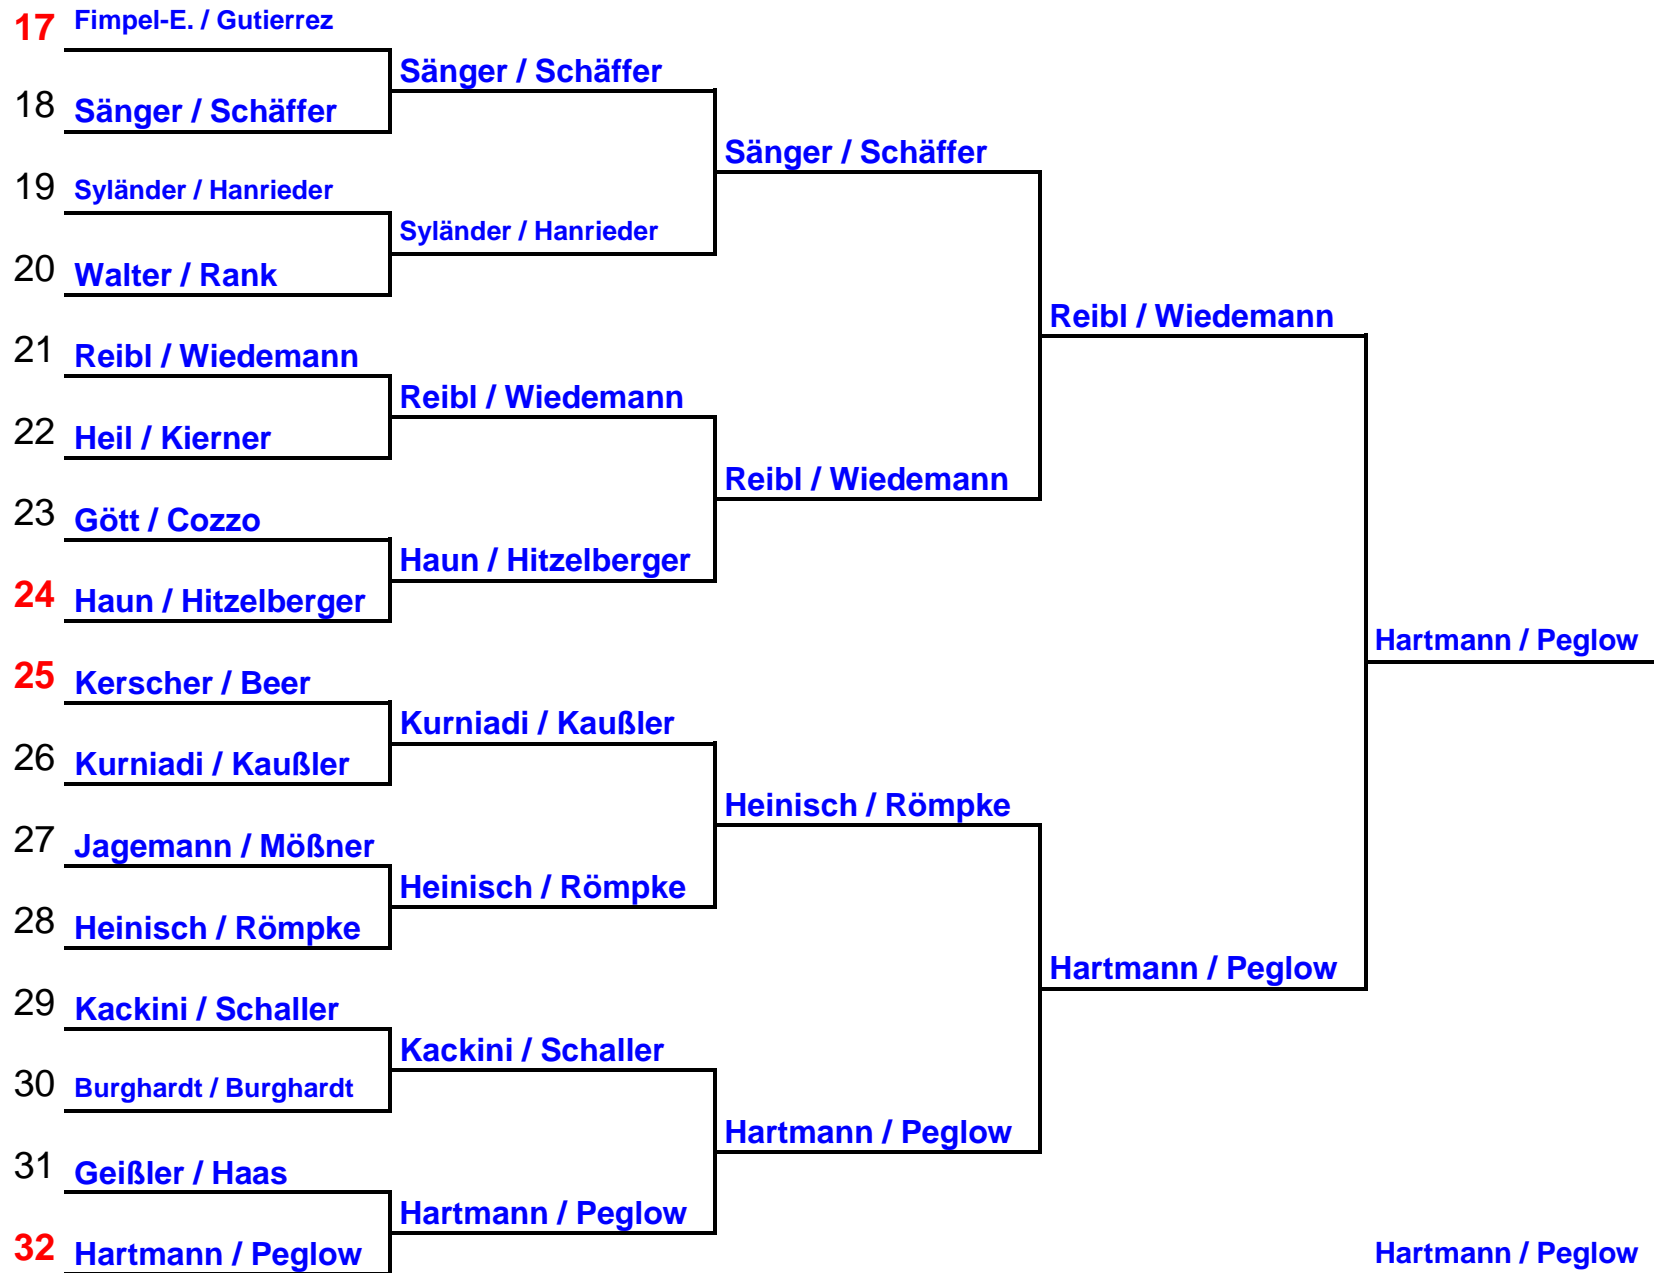 17 Fimpel-E. / Gutierrez
Sänger / Schäffer
18 Sänger / Schäffer
Sänger / Schäffer
19 Syländer / Hanrieder
Syländer / Hanrieder
20 Walter / Rank
Reibl / Wiedemann
21 Reibl / Wiedemann
Reibl / Wiedemann
22 Heil / Kierner
Reibl / Wiedemann
23 Gött / Cozzo
Haun / Hitzelberger
24 Haun / Hitzelberger
Hartmann / Peglow
25 Kerscher / Beer
Kurniadi / Kaußler
26 Kurniadi / Kaußler
Heinisch / Römpke
27 Jagemann / Mößner
Heinisch / Römpke
28 Heinisch / Römpke
Hartmann / Peglow
29 Kackini / Schaller
Kackini / Schaller
30 Burghardt / Burghardt
Hartmann / Peglow
31 Geißler / Haas
Hartmann / Peglow
32 Hartmann / Peglow
Hartmann / Peglow